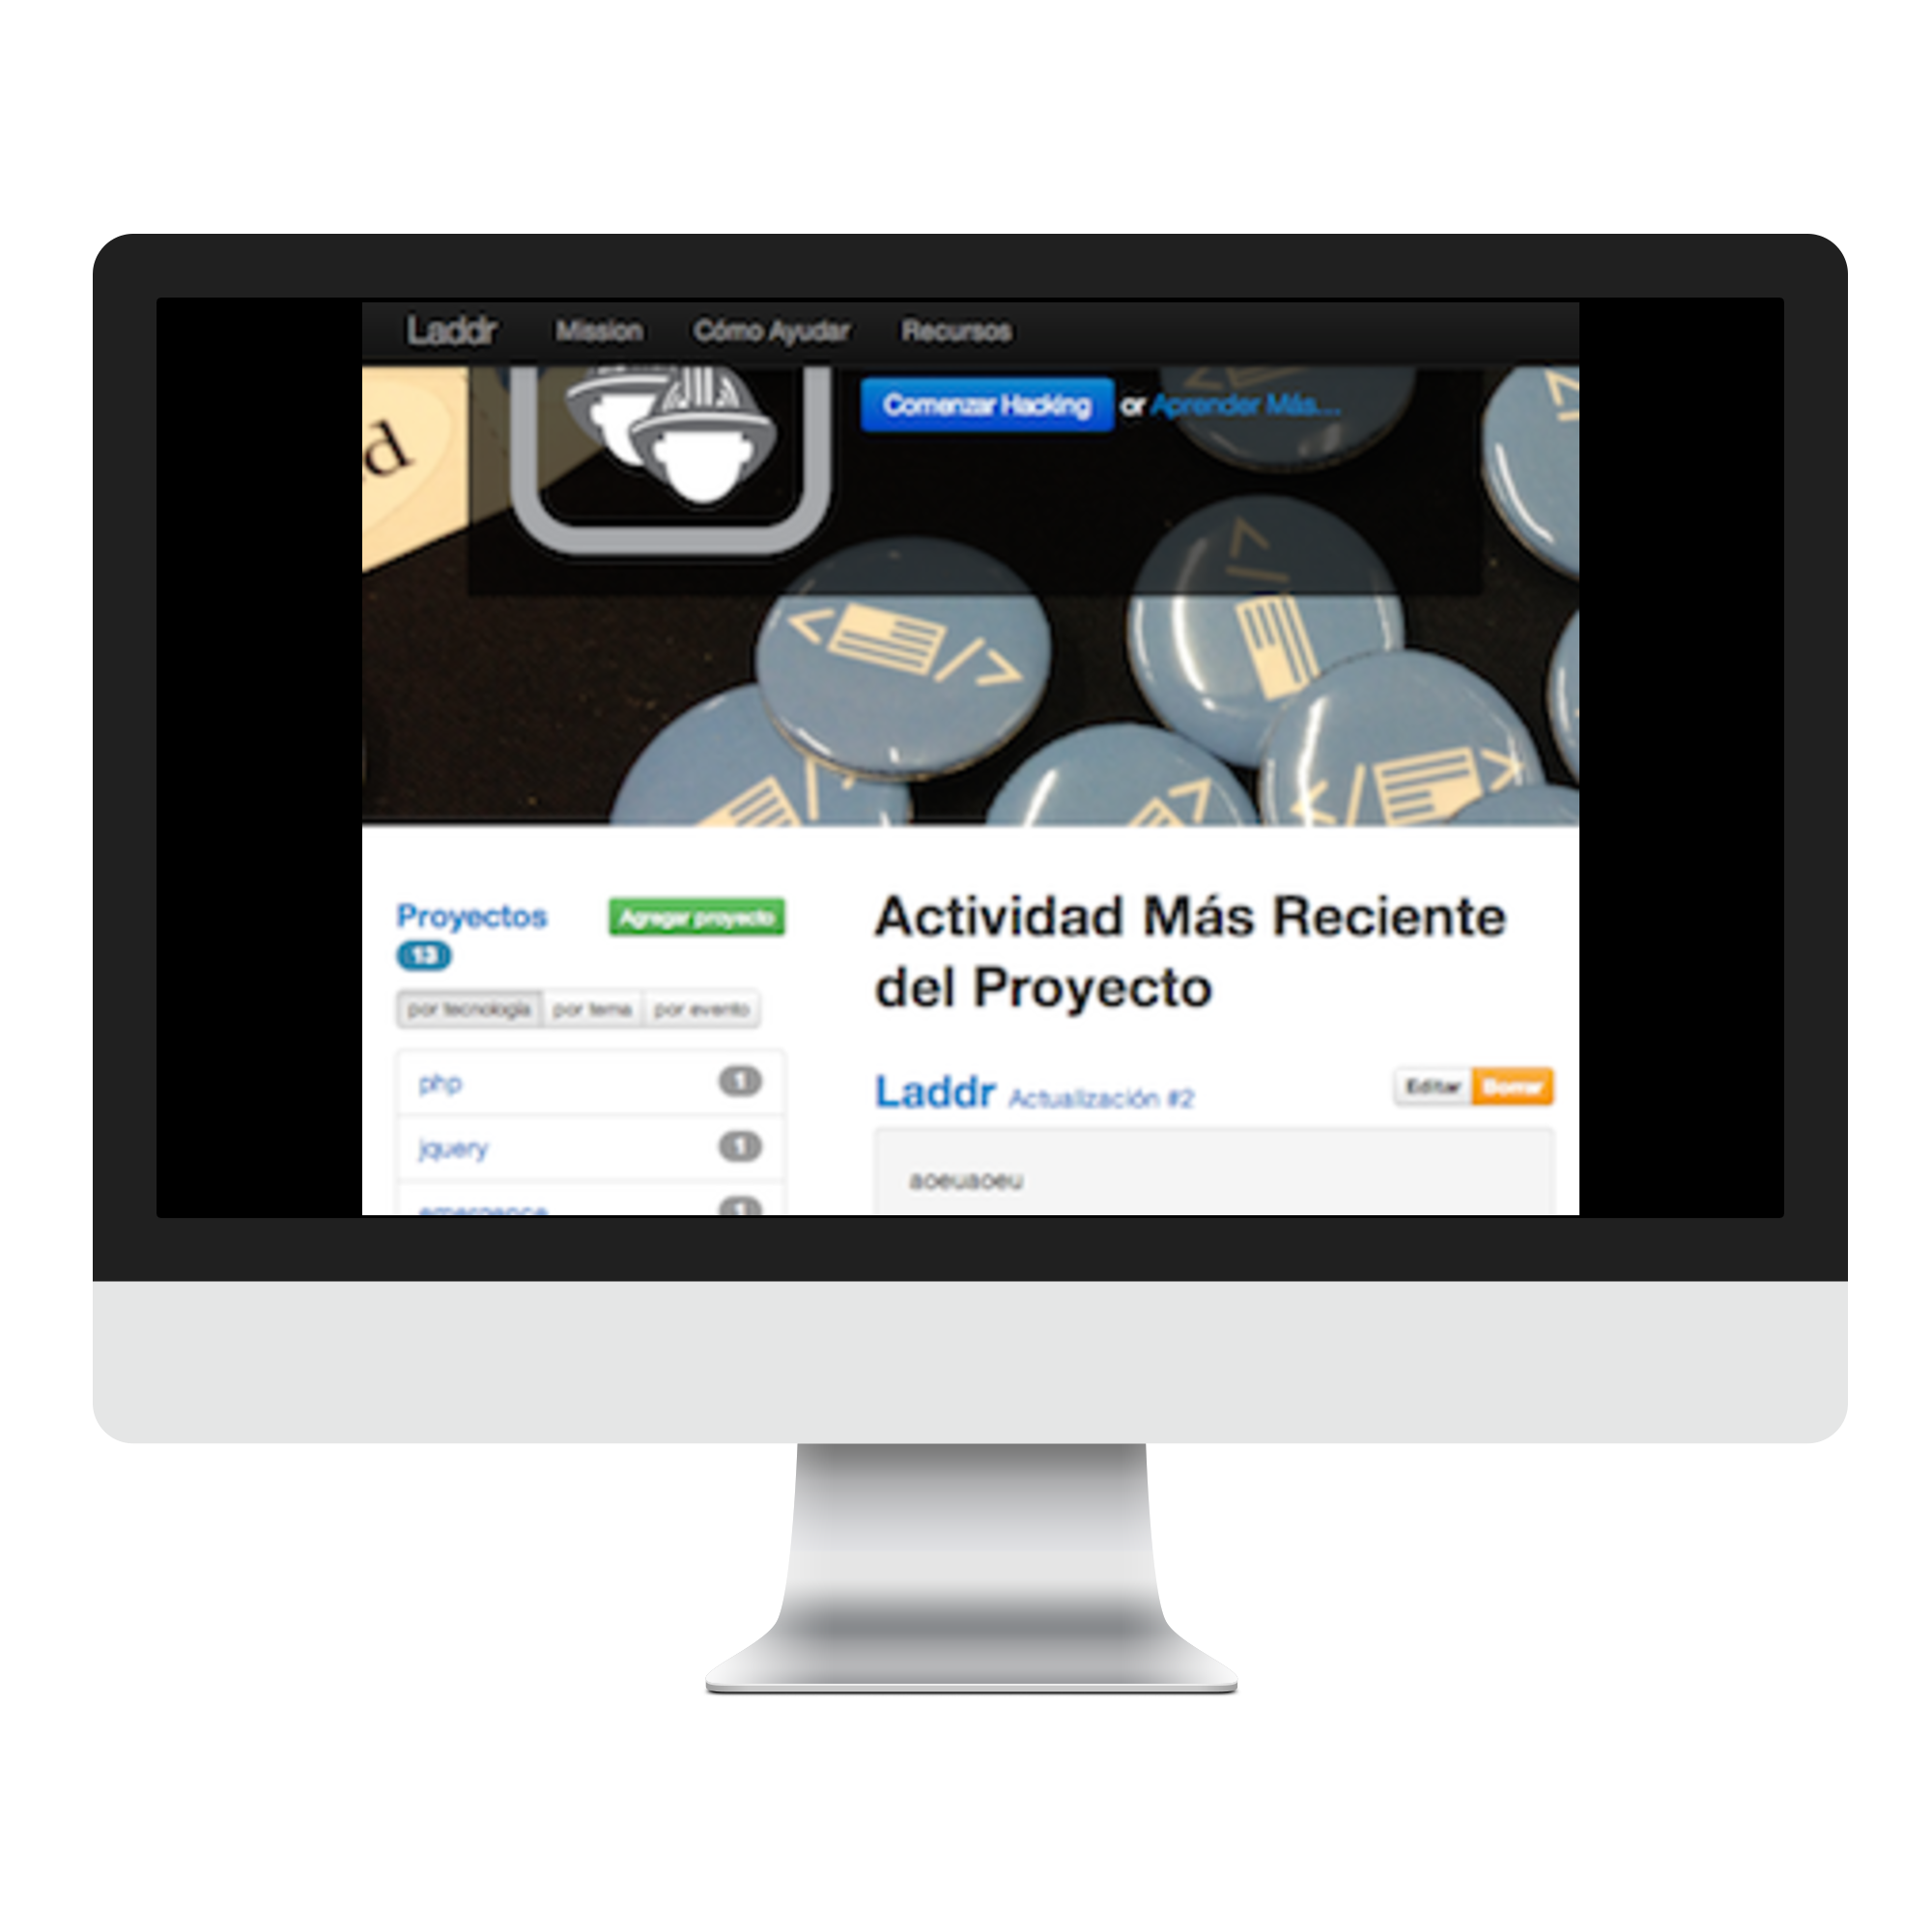 Laddr Mission Cómo Ayudar Recursos
Comenzar Hacking or Aprender Más...
d
</>
</>
</>
</>
Proyectos Agregar proyecto
13
por tecnología por tema por evento
php 1
jquery 1
emergence 1
Actividad Más Reciente
del Proyecto
Laddr Actualización #2 Editar Borrar
aoeuaoeu